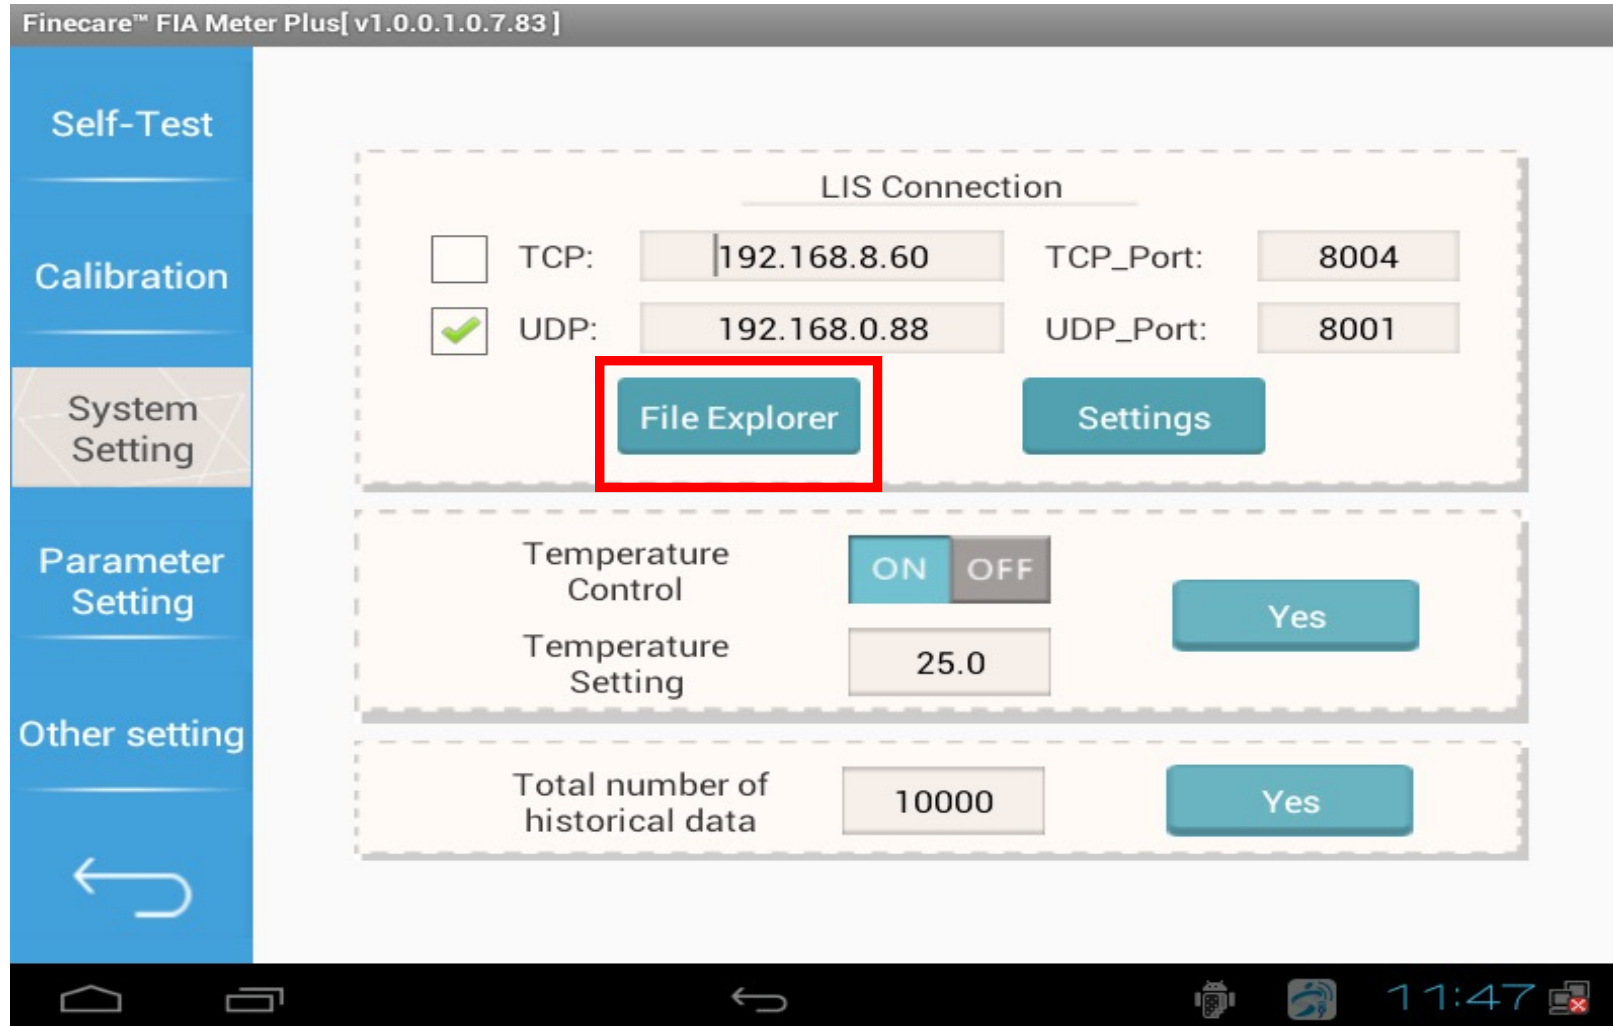 Finecare™ FIA Meter Plus[ v1.0.0.1.0.7.83 ]
Self-Test
Calibration
System
Setting
Parameter
Setting
Other setting
LIS Connection
TCP: 192.168.8.60 TCP_Port: 8004
UDP: 192.168.0.88 UDP_Port: 8001
File Explorer Settings
Temperature
Control
ON OFF
Temperature
Setting
25.0
Yes
Total number of
historical data
10000
Yes
11:47